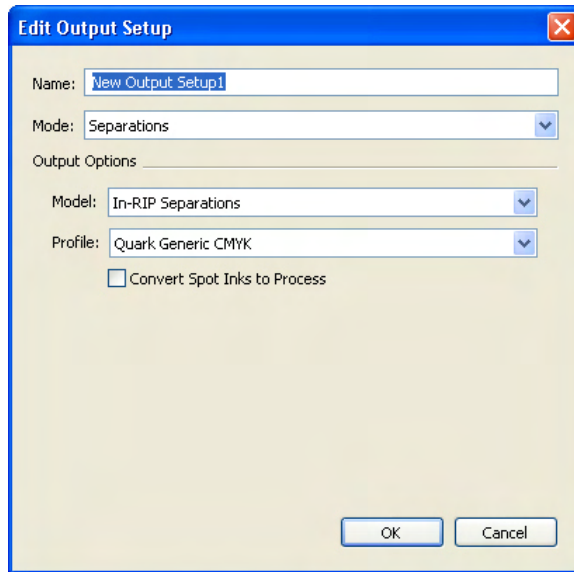 Edit Output Setup
Name: New Output Setup1
Mode: Separations
Output Options
Model: In-RIP Separations
Profile: Quark Generic CMYK
Convert Spot Inks to Process
OK Cancel